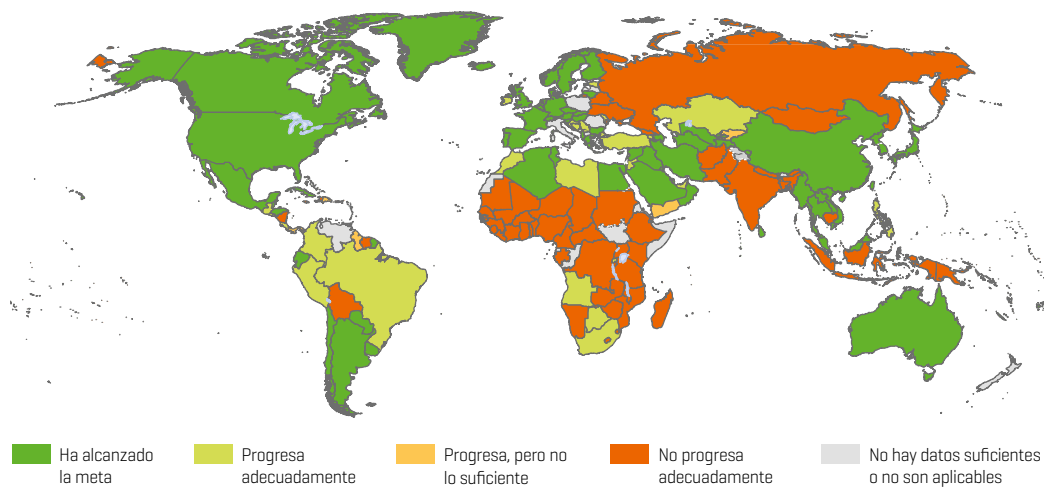 Ha alcanzado
la meta
Progresa
adecuadamente
Progresa, pero no
lo suficiente
No progresa
adecuadamente
No hay datos suficientes
o no son aplicables